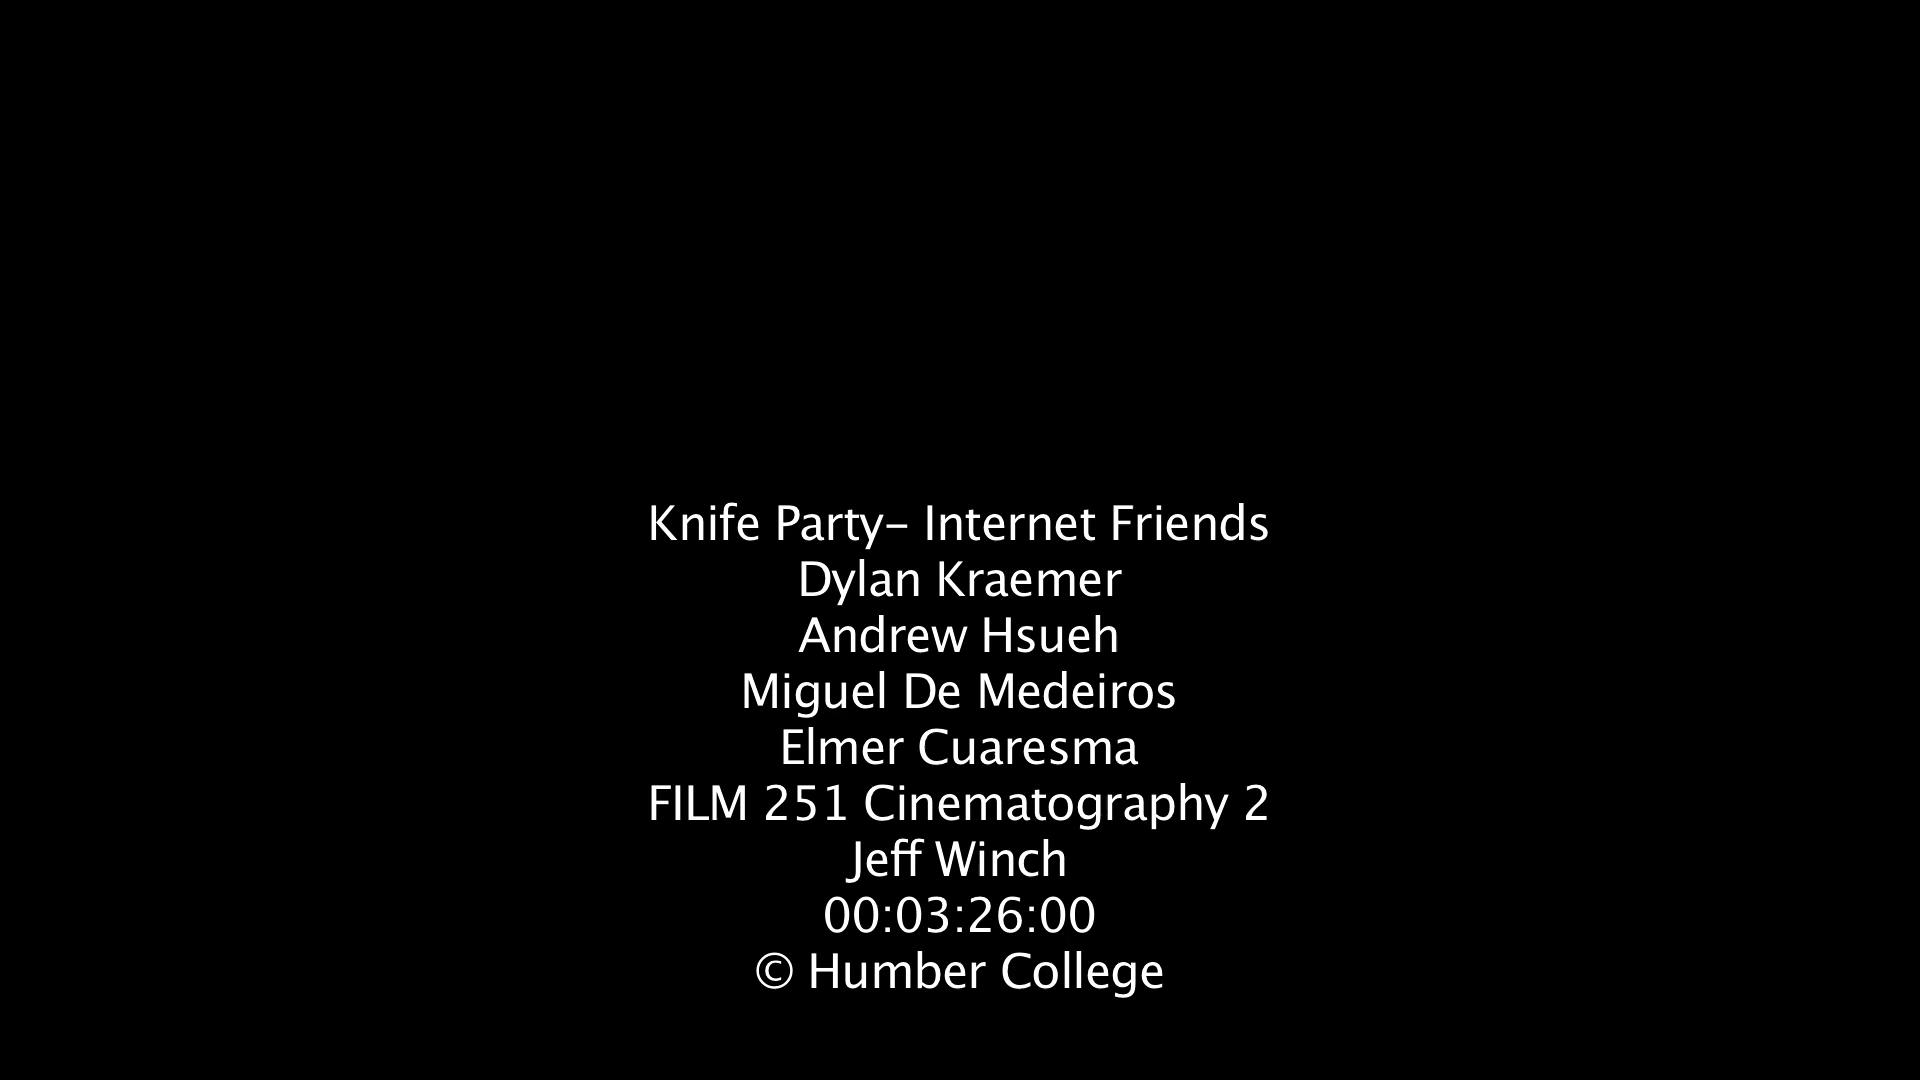 Knife Party- Internet Friends
Dylan Kraemer
Andrew Hsueh
Miguel De Medeiros
Elmer Cuaresma
FILM 251 Cinematography 2
Jeff Winch
00:03:26:00
© Humber College